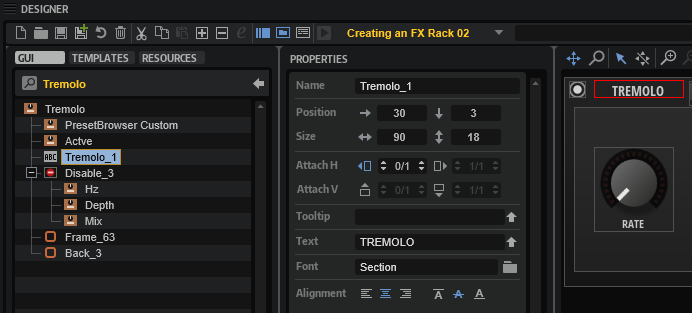 DESIGNER
Creating an FX Rack 02
GUI TEMPLATES RESOURCES
Tremolo
Tremolo
PresetBrowser Custom
Actve
ABC Tremolo_1
Disable_3
Hz
Depth
Mix
Frame_63
Back_3
PROPERTIES
Name Tremolo_1
Position 30 3
Size 90 18
Attach H 0/1 1/1
Attach V 0/1 1/1
Tooltip
Text TREMOLO
Font Section
Alignment A A A
TREMOLO
RATE